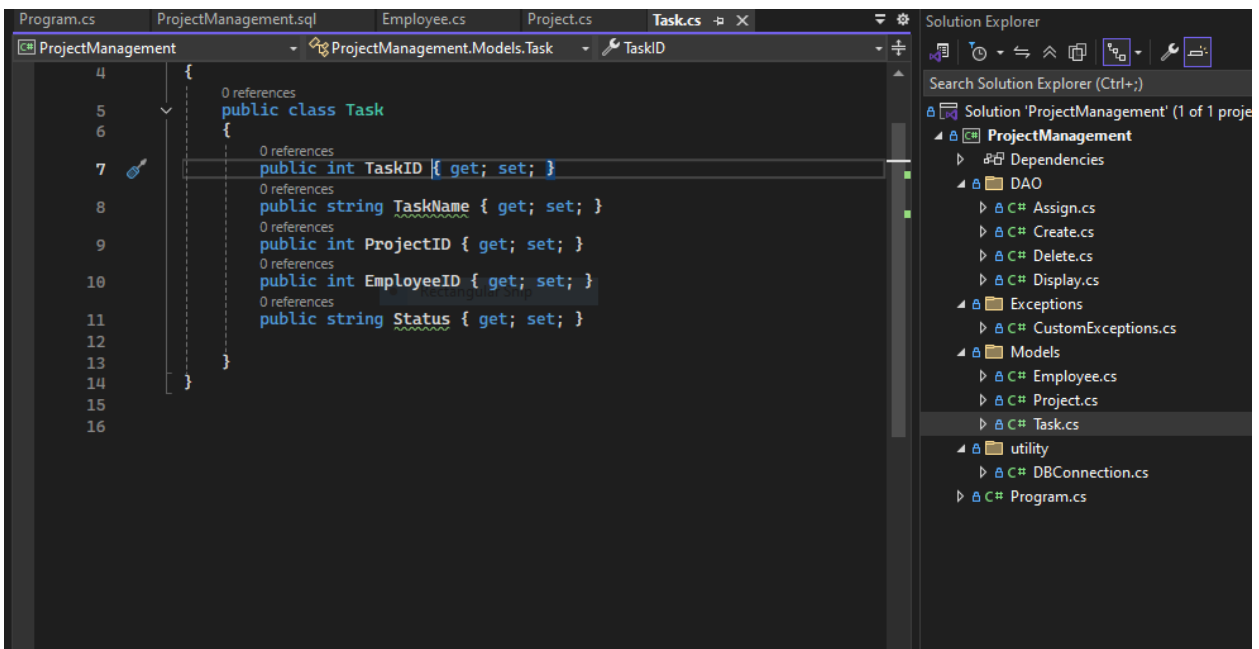 Program.cs ProjectManagement.sql Employee.cs Project.cs Task.cs
C# ProjectManagement ProjectManagement.Models.Task TaskID
4 {
0 references
5 public class Task
6 {
0 references
7 public int TaskID { get; set; }
0 references
8 public string TaskName { get; set; }
0 references
9 public int ProjectID { get; set; }
0 references
10 public int EmployeeID { get; set; }
Rectangular Snip
0 references
11 public string Status { get; set; }
12
13 }
14 }
15
16
Solution Explorer
Search Solution Explorer (Ctrl+;)
Solution 'ProjectManagement' (1 of 1 proje
C# ProjectManagement
Dependencies
DAO
C# Assign.cs
C# Create.cs
C# Delete.cs
C# Display.cs
Exceptions
C# CustomExceptions.cs
Models
C# Employee.cs
C# Project.cs
C# Task.cs
utility
C# DBConnection.cs
C# Program.cs